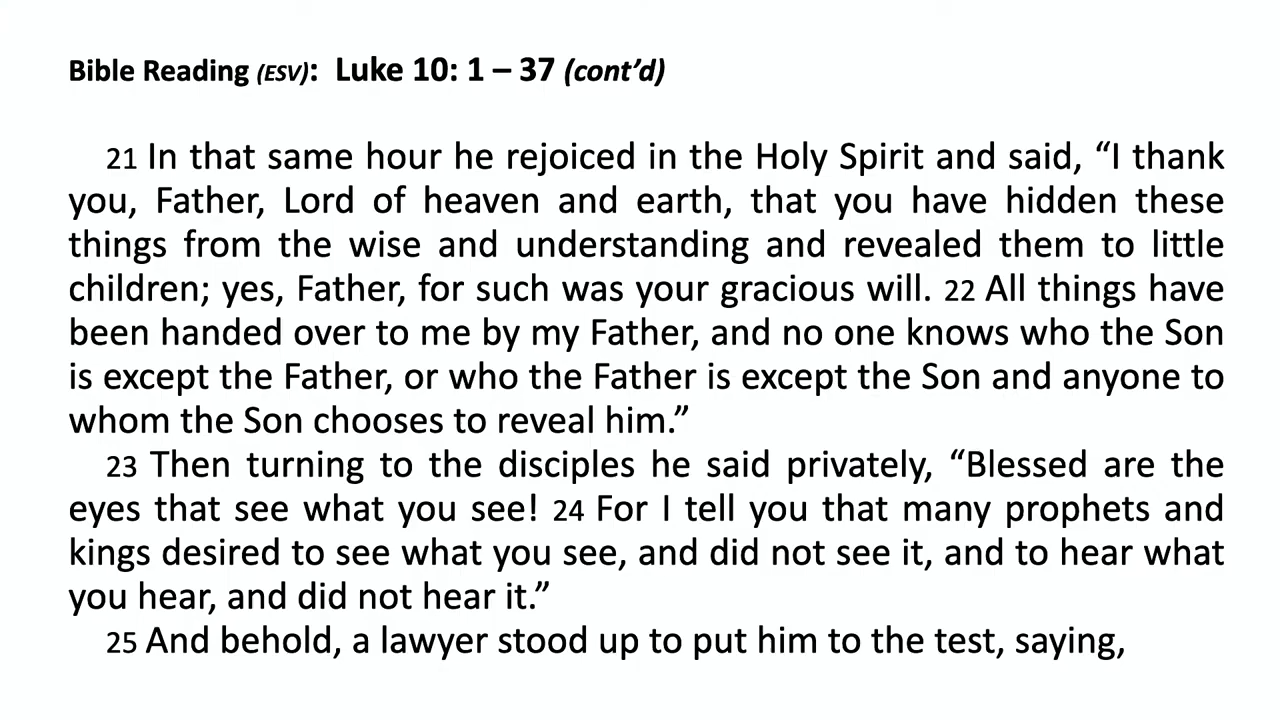 Bible Reading (ESV): Luke 10: 1 – 37 (cont’d)
21 In that same hour he rejoiced in the Holy Spirit and said, “I thank
you, Father, Lord of heaven and earth, that you have hidden these
things from the wise and understanding and revealed them to little
children; yes, Father, for such was your gracious will. 22 All things have
been handed over to me by my Father, and no one knows who the Son
is except the Father, or who the Father is except the Son and anyone to
whom the Son chooses to reveal him.”
23 Then turning to the disciples he said privately, “Blessed are the
eyes that see what you see! 24 For I tell you that many prophets and
kings desired to see what you see, and did not see it, and to hear what
you hear, and did not hear it.”
25 And behold, a lawyer stood up to put him to the test, saying,